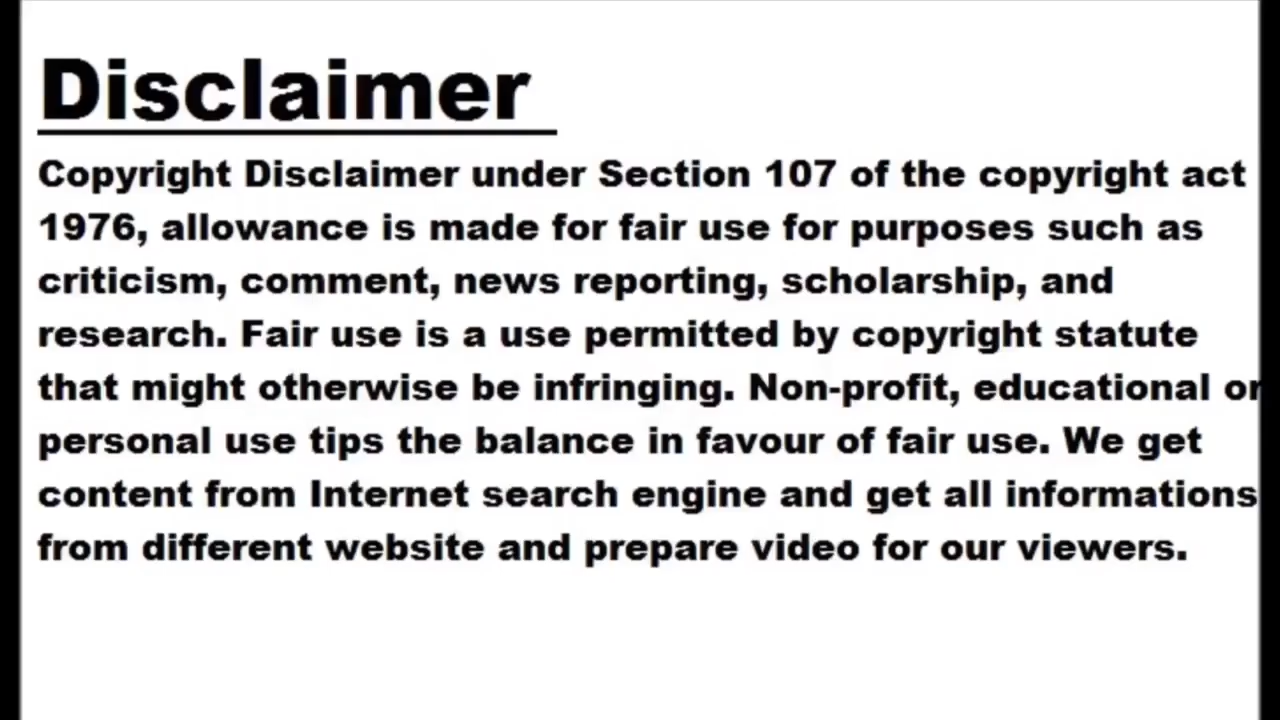 Disclaimer
Copyright Disclaimer under Section 107 of the copyright act
1976, allowance is made for fair use for purposes such as
criticism, comment, news reporting, scholarship, and
research. Fair use is a use permitted by copyright statute
that might otherwise be infringing. Non-profit, educational or
personal use tips the balance in favour of fair use. We get
content from Internet search engine and get all informations
from different website and prepare video for our viewers.